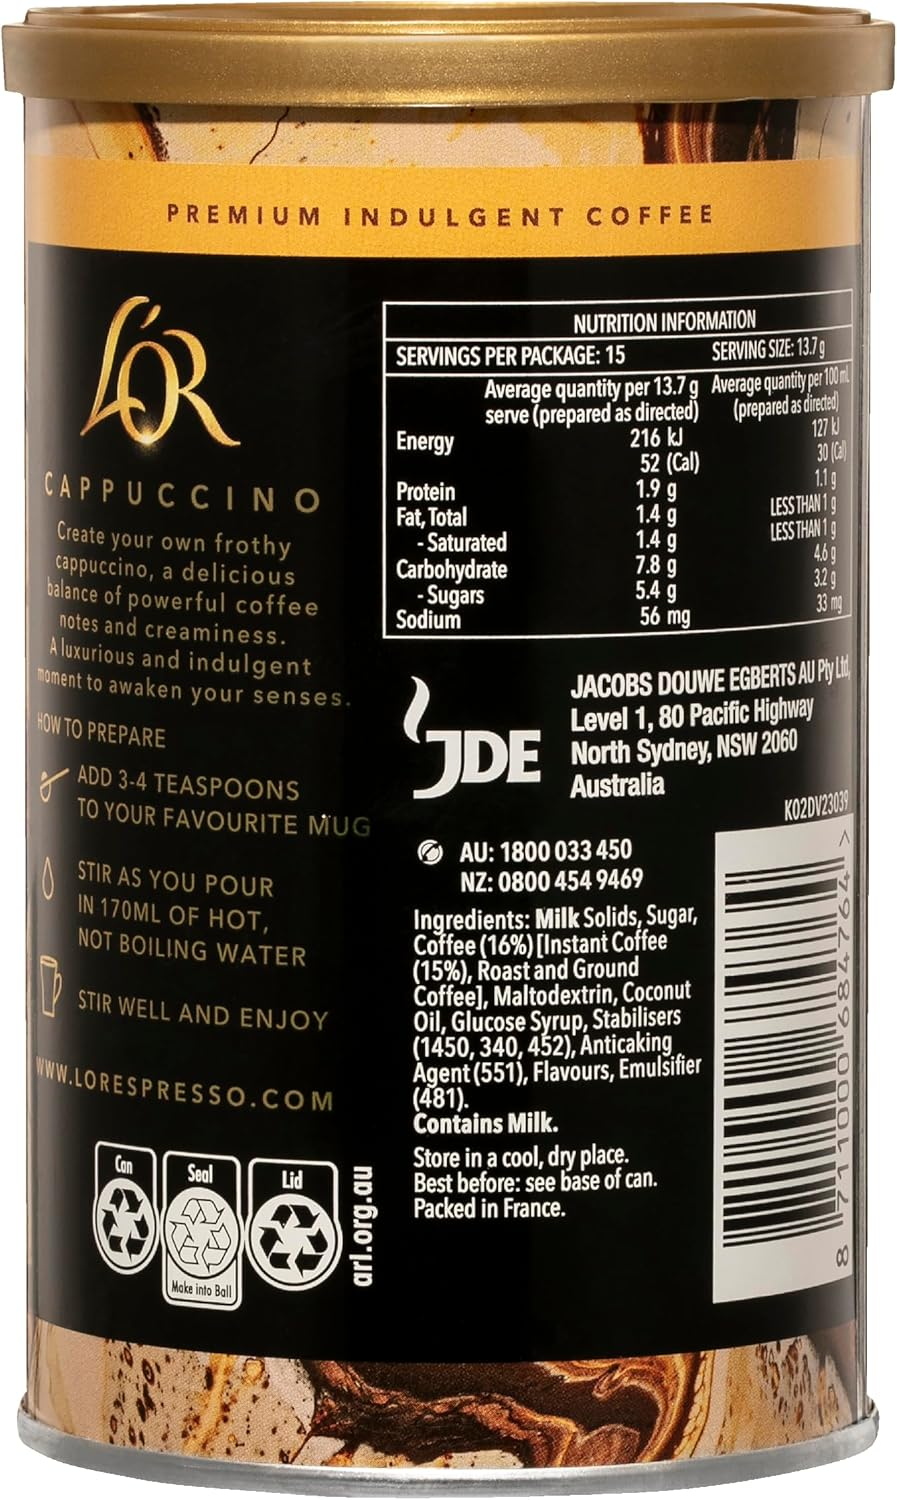 PREMIUM INDULGENT COFFEE
L'OR
CAPPUCCINO
Create your own frothy
cappuccino, a delicious
balance of powerful coffee
notes and creaminess.
A luxurious and indulgent
moment to awaken your senses.
HOW TO PREPARE
ADD 3-4 TEASPOONS
TO YOUR FAVOURITE MUG
STIR AS YOU POUR
IN 170ML OF HOT,
NOT BOILING WATER
STIR WELL AND ENJOY
WWW.LORESPRESSO.COM
Can
Seal
Lid
Make into Ball
arl.org.au
NUTRITION INFORMATION
SERVINGS PER PACKAGE: 15 SERVING SIZE: 13.7 g
Average quantity per 13.7 g Average quantity per 100 mL
serve (prepared as directed) (prepared as directed)
Energy 216 kJ 127 kJ
52 (Cal) 30 (Cal)
Protein 1.9 g 1.1 g
Fat, Total 1.4 g LESS THAN 1 g
- Saturated 1.4 g LESS THAN 1 g
Carbohydrate 7.8 g 4.6 g
- Sugars 5.4 g 3.2 g
Sodium 56 mg 33 mg
JDE
JACOBS DOUWE EGBERTS AU Pty Ltd,
Level 1, 80 Pacific Highway
North Sydney, NSW 2060
Australia
K02DV23039
AU: 1800 033 450
NZ: 0800 454 9469
Ingredients: Milk Solids, Sugar,
Coffee (16%) [Instant Coffee
(15%), Roast and Ground
Coffee], Maltodextrin, Coconut
Oil, Glucose Syrup, Stabilisers
(1450, 340, 452), Anticaking
Agent (551), Flavours, Emulsifier
(481).
Contains Milk.
Store in a cool, dry place.
Best before: see base of can.
Packed in France.
8 711000 684764 >